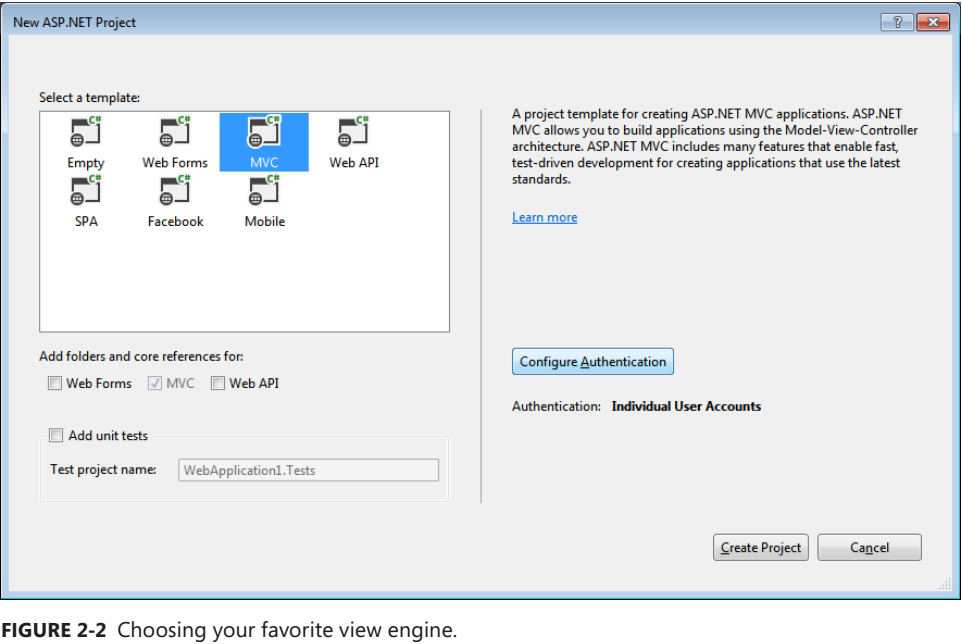 New ASP.NET Project
Select a template:
C# C# C# C#
Empty Web Forms MVC Web API
C# C# C#
SPA Facebook Mobile
A project template for creating ASP.NET MVC applications. ASP.NET
MVC allows you to build applications using the Model-View-Controller
architecture. ASP.NET MVC includes many features that enable fast,
test-driven development for creating applications that use the latest
standards.
Learn more
Add folders and core references for:
Web Forms MVC Web API
Configure Authentication
Authentication: Individual User Accounts
Add unit tests
Test project name: WebApplication1.Tests
Create Project Cancel
FIGURE 2-2 Choosing your favorite view engine.